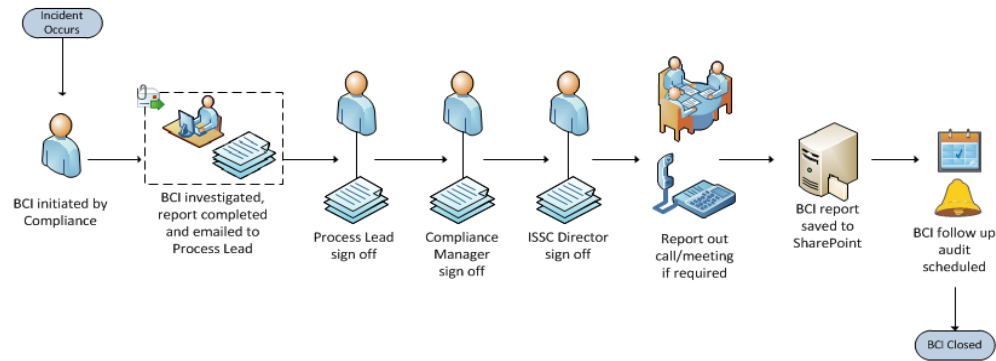 Incident
Occurs
BCI initiated by
Compliance
BCI investigated,
report completed
and emailed to
Process Lead
Process Lead
sign off
Compliance
Manager
sign off
ISSC Director
sign off
Report out
call/meeting
if required
BCI report
saved to
SharePoint
BCI follow up
audit
scheduled
BCI Closed